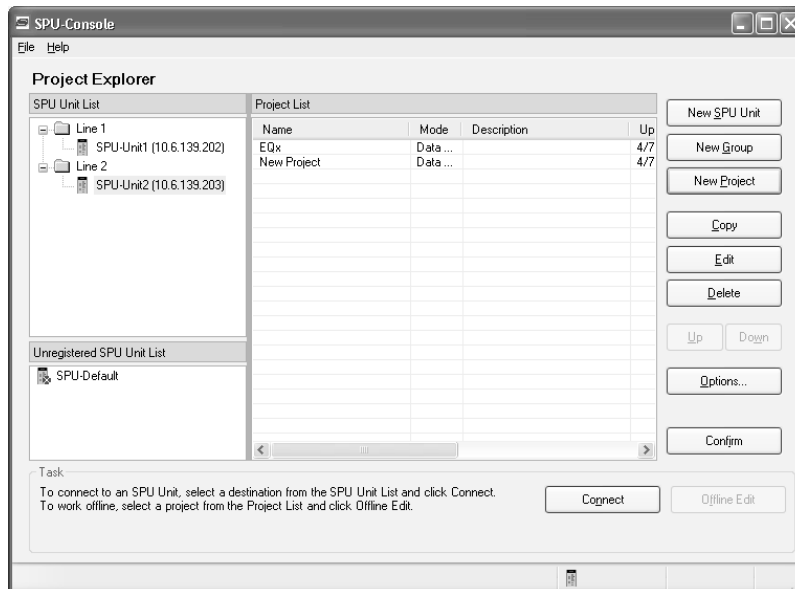 SPU-Console
File Help
Project Explorer
SPU Unit List
Line 1
SPU-Unit1 (10.6.139.202)
Line 2
SPU-Unit2 (10.6.139.203)
Unregistered SPU Unit List
SPU-Default
Project List
Name Mode Description Up
EQx Data ... 4/7
New Project Data ... 4/7
New SPU Unit
New Group
New Project
Copy
Edit
Delete
Up Down
Options...
Confirm
Task
To connect to an SPU Unit, select a destination from the SPU Unit List and click Connect.
To work offline, select a project from the Project List and click Offline Edit.
Connect Offline Edit